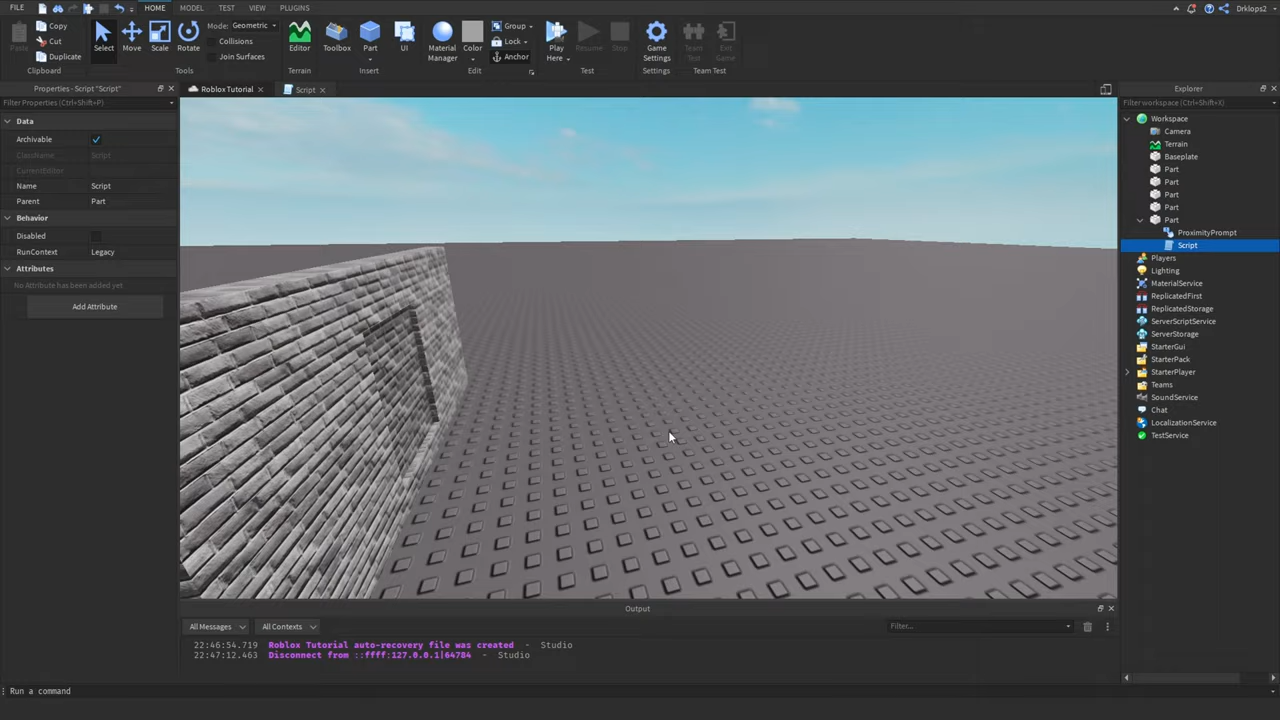 FILE
HOME MODEL TEST VIEW PLUGINS
Drklops2
Copy
Cut
Duplicate
Paste
Clipboard
Select Move Scale Rotate
Mode: Geometric
Collisions
Join Surfaces
Tools
Editor
Terrain
Toolbox Part UI
Insert
Material Manager
Color
Group
Lock
Anchor
Edit
Play Here
Resume Stop
Test
Game Settings
Settings
Team Test
Exit Game
Team Test
Properties - Script "Script"
Roblox Tutorial
Script
Explorer
Filter Properties (Ctrl+Shift+P)
Data
Archivable
ClassName Script
CurrentEditor
Name Script
Parent Part
Behavior
Disabled
RunContext Legacy
Attributes
No Attribute has been added yet
Add Attribute
Filter workspace (Ctrl+Shift+X)
Workspace
Camera
Terrain
Baseplate
Part
Part
Part
Part
Part
ProximityPrompt
Script
Players
Lighting
MaterialService
ReplicatedFirst
ReplicatedStorage
ServerScriptService
ServerStorage
StarterGui
StarterPack
StarterPlayer
Teams
SoundService
Chat
LocalizationService
TestService
Output
All Messages All Contexts Filter...
22:46:54.719 Roblox Tutorial auto-recovery file was created - Studio
22:47:12.463 Disconnect from ::ffff:127.0.0.1|64784 - Studio
Run a command